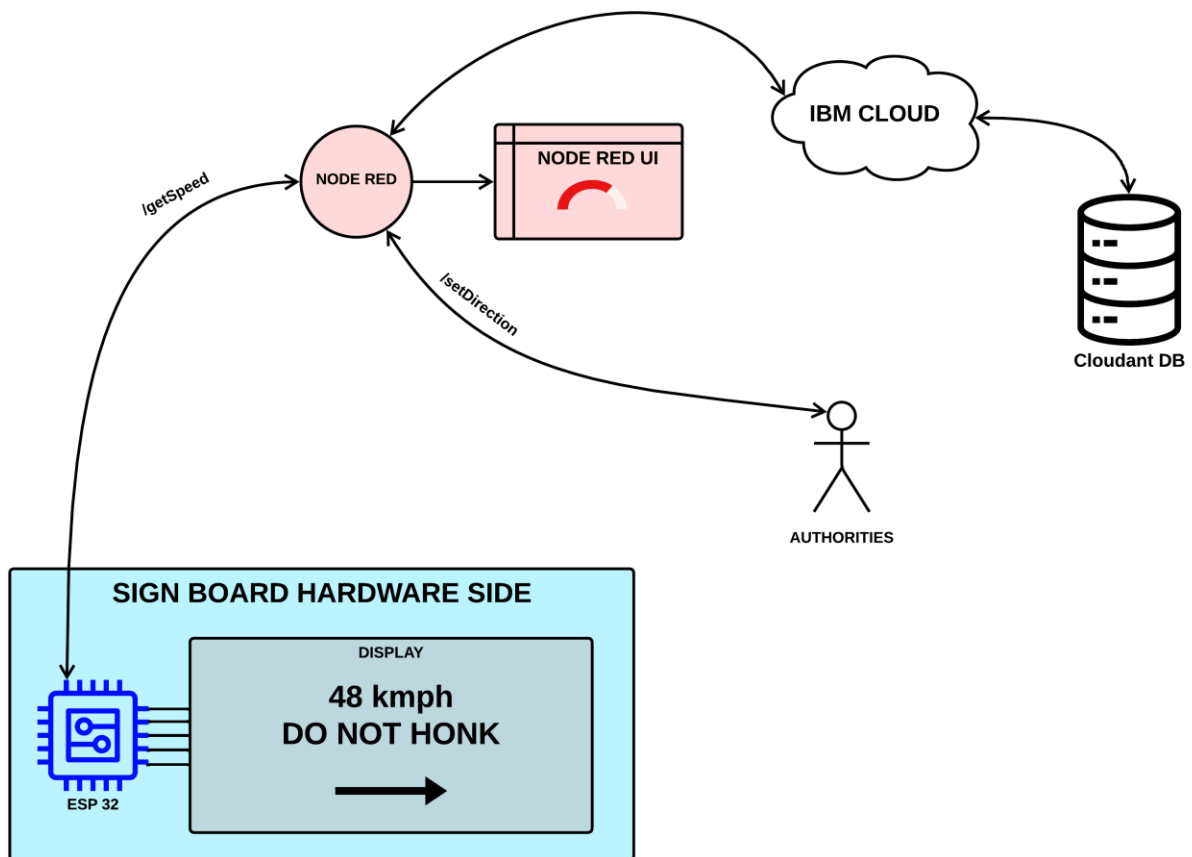 IBM CLOUD
NODE RED UI
NODE RED
/getSpeed
/setDirection
Cloudant DB
AUTHORITIES
SIGN BOARD HARDWARE SIDE
DISPLAY
48 kmph
DO NOT HONK
ESP 32